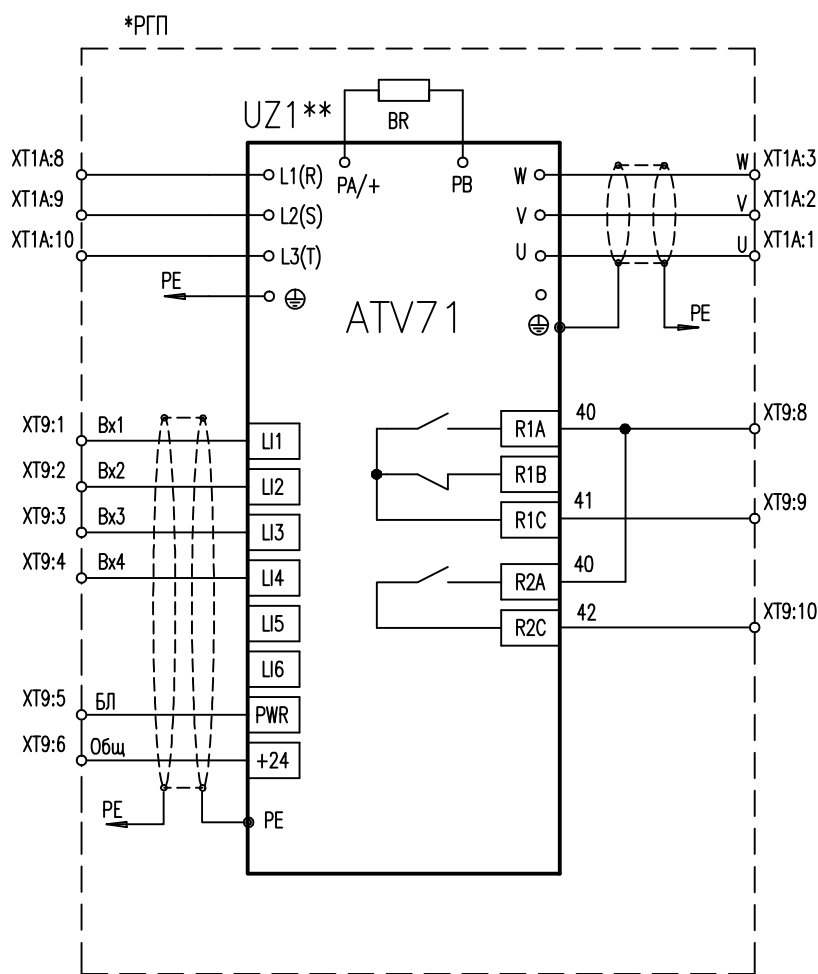 *РГП
UZ1**
BR
XT1A:8
L1(R)
PA/+
PB
W
W
XT1A:3
XT1A:9
L2(S)
V
V
XT1A:2
XT1A:10
L3(T)
U
U
XT1A:1
PE
ATV71
PE
XT9:1
Вх1
LI1
R1A
40
XT9:8
XT9:2
Вх2
LI2
R1B
XT9:3
Вх3
LI3
R1C
41
XT9:9
XT9:4
Вх4
LI4
R2A
40
LI5
R2C
42
XT9:10
LI6
XT9:5
БЛ
PWR
XT9:6
Общ
+24
PE
PE